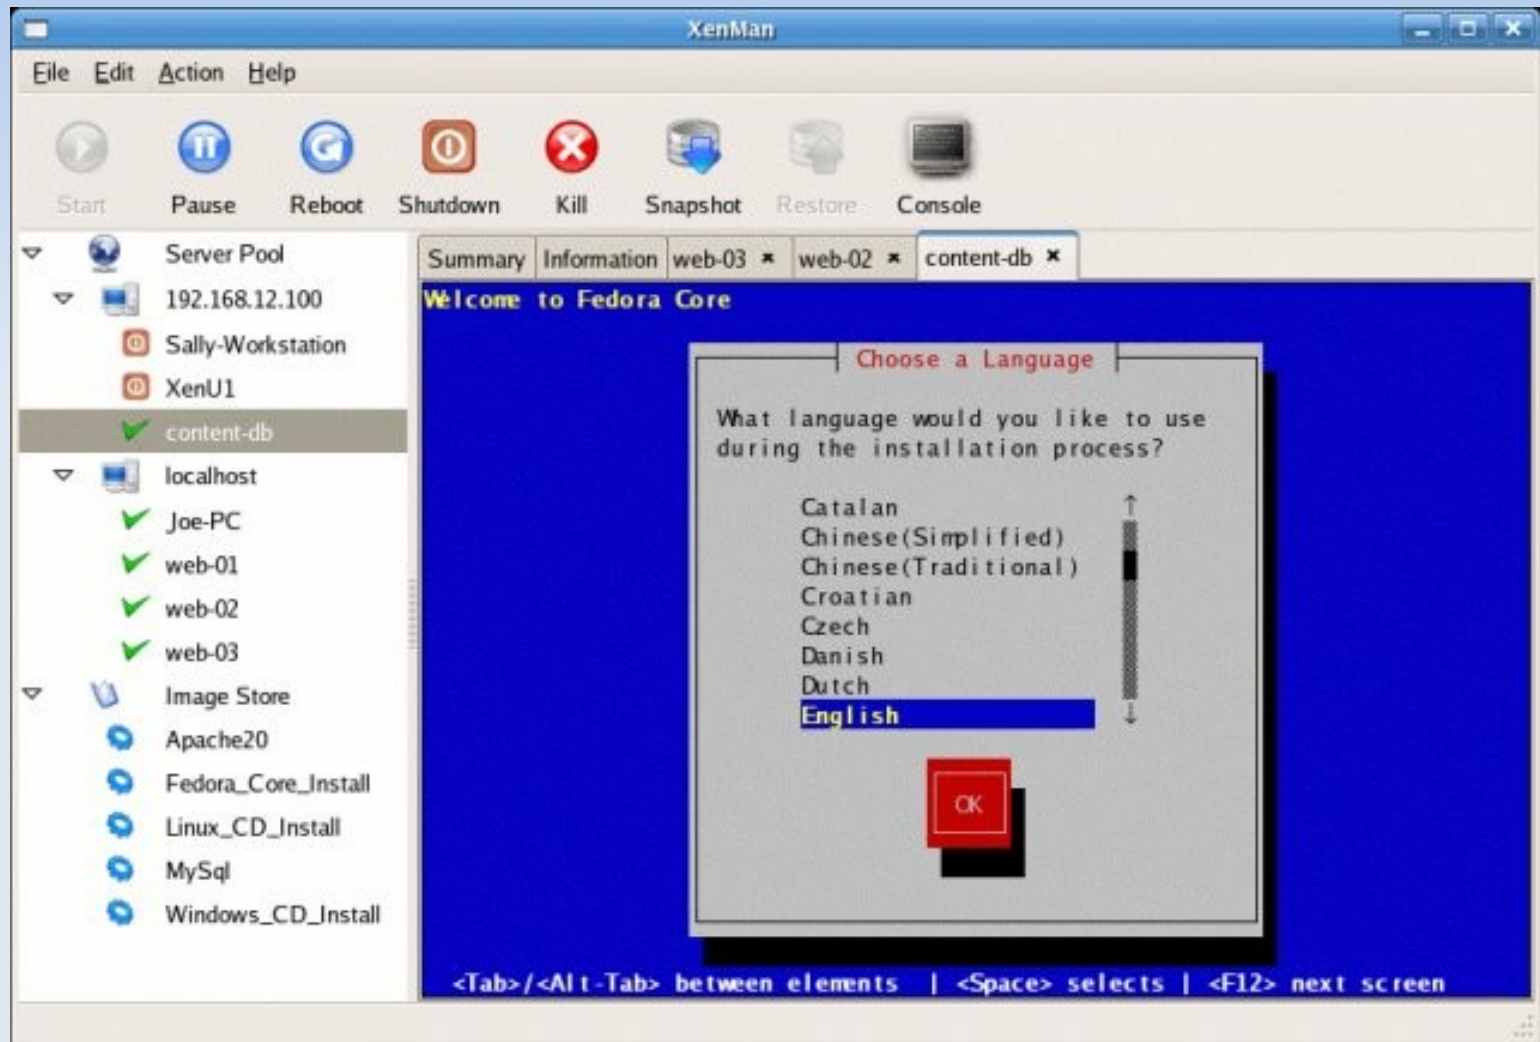 XenMan
File Edit Action Help
Start Pause Reboot Shutdown Kill Snapshot Restore Console
Server Pool
192.168.12.100
Sally-Workstation
XenU1
content-db
localhost
Joe-PC
web-01
web-02
web-03
Image Store
Apache20
Fedora_Core_Install
Linux_CD_Install
MySql
Windows_CD_Install
Summary Information web-03 web-02 content-db
Welcome to Fedora Core
Choose a Language
What language would you like to use
during the installation process?
Catalan
Chinese(Simplified)
Chinese(Traditional)
Croatian
Czech
Danish
Dutch
English
OK
<Tab>/<Alt-Tab> between elements | <Space> selects | <F12> next screen